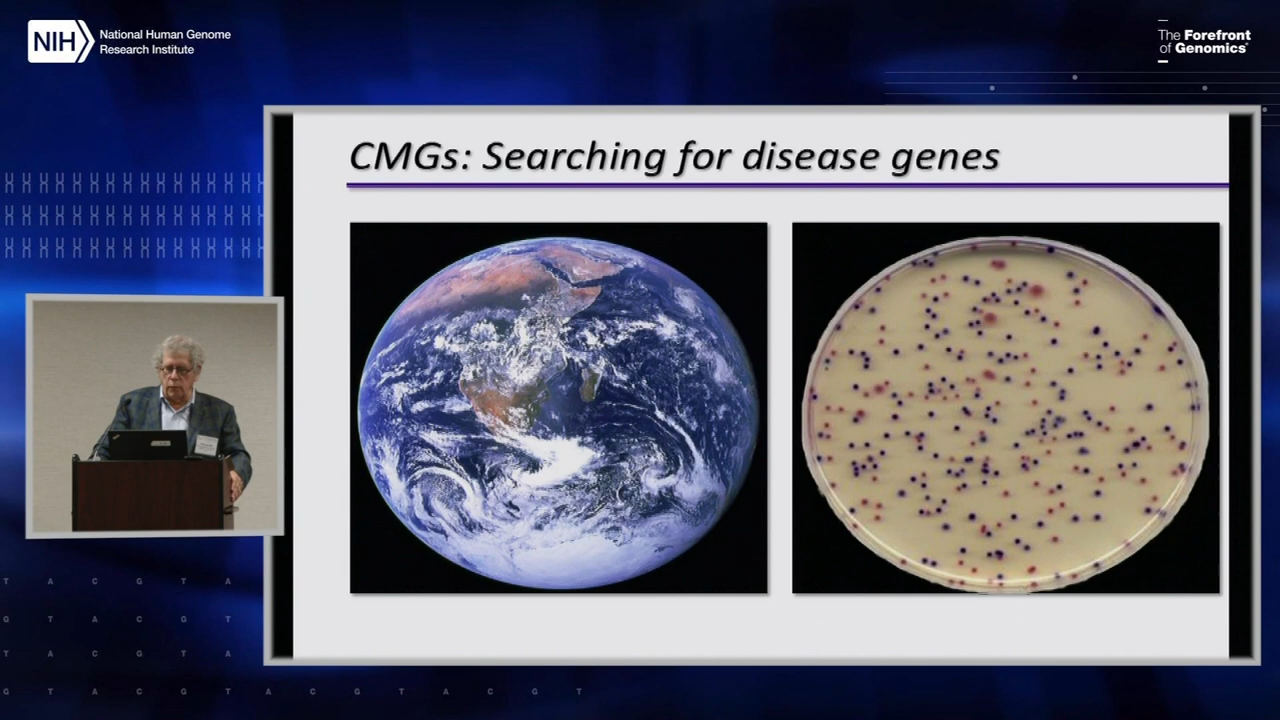 NIH
National Human Genome
Research Institute
The Forefront
of Genomics®
CMGs: Searching for disease genes
T A C G T A
G T A C G T
T A C G T A
G T A C G T A C G T A C G T